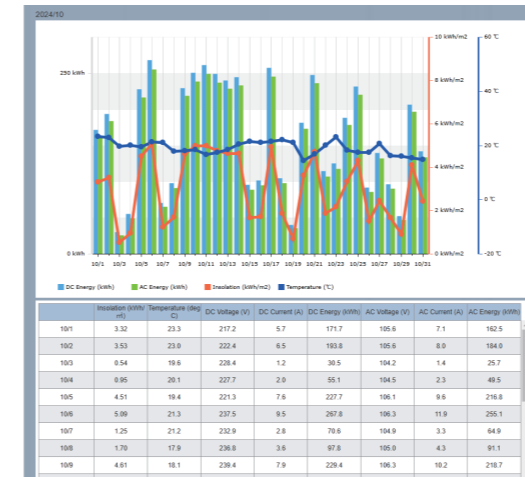 2024/10
10 kWh/m2 60 ℃
250 kWh 8 kWh/m2 40 ℃
6 kWh/m2
4 kWh/m2 20 ℃
2 kWh/m2 0 ℃
0 kWh 0 kWh/m2 -20 ℃
10/1 10/3 10/5 10/7 10/9 10/11 10/13 10/15 10/17 10/19 10/21 10/23 10/25 10/27 10/29 10/31
DC Energy (kWh) AC Energy (kWh) Insolation (kWh/m2) Temperature (℃)
Insolation (kWh/㎡) Temperature (deg C) DC Voltage (V) DC Current (A) DC Energy (kWh) AC Voltage (V) AC Current (A) AC Energy (kWh)
10/1 3.32 23.3 217.2 5.7 171.7 105.6 7.1 162.5
10/2 3.53 23.0 222.4 6.5 193.8 105.6 8.0 184.0
10/3 0.54 19.6 228.4 1.2 30.5 104.2 1.4 25.7
10/4 0.95 20.1 227.7 2.0 55.1 104.5 2.3 49.5
10/5 4.51 19.4 221.3 7.6 227.7 106.1 9.6 216.8
10/6 5.09 21.3 237.5 9.5 267.8 106.3 11.9 255.1
10/7 1.25 21.2 232.9 2.8 70.6 104.9 3.3 64.9
10/8 1.70 17.9 236.8 3.6 97.8 105.0 4.3 91.1
10/9 4.61 18.1 239.4 7.9 229.4 106.3 10.2 218.7